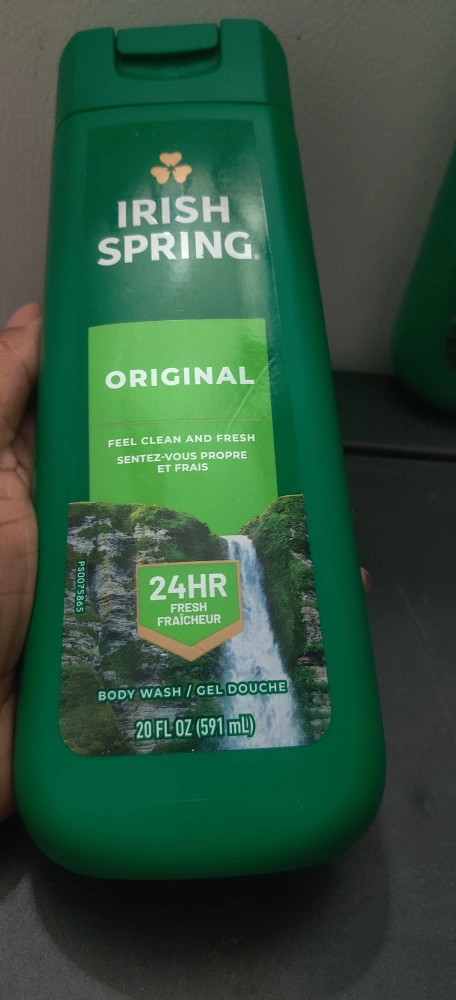 IRISH
SPRING®
ORIGINAL
FEEL CLEAN AND FRESH
SENTEZ-VOUS PROPRE
ET FRAIS
24HR
FRESH
FRAÎCHEUR
PS0075865
BODY WASH / GEL DOUCHE
20 FL OZ (591 mL)